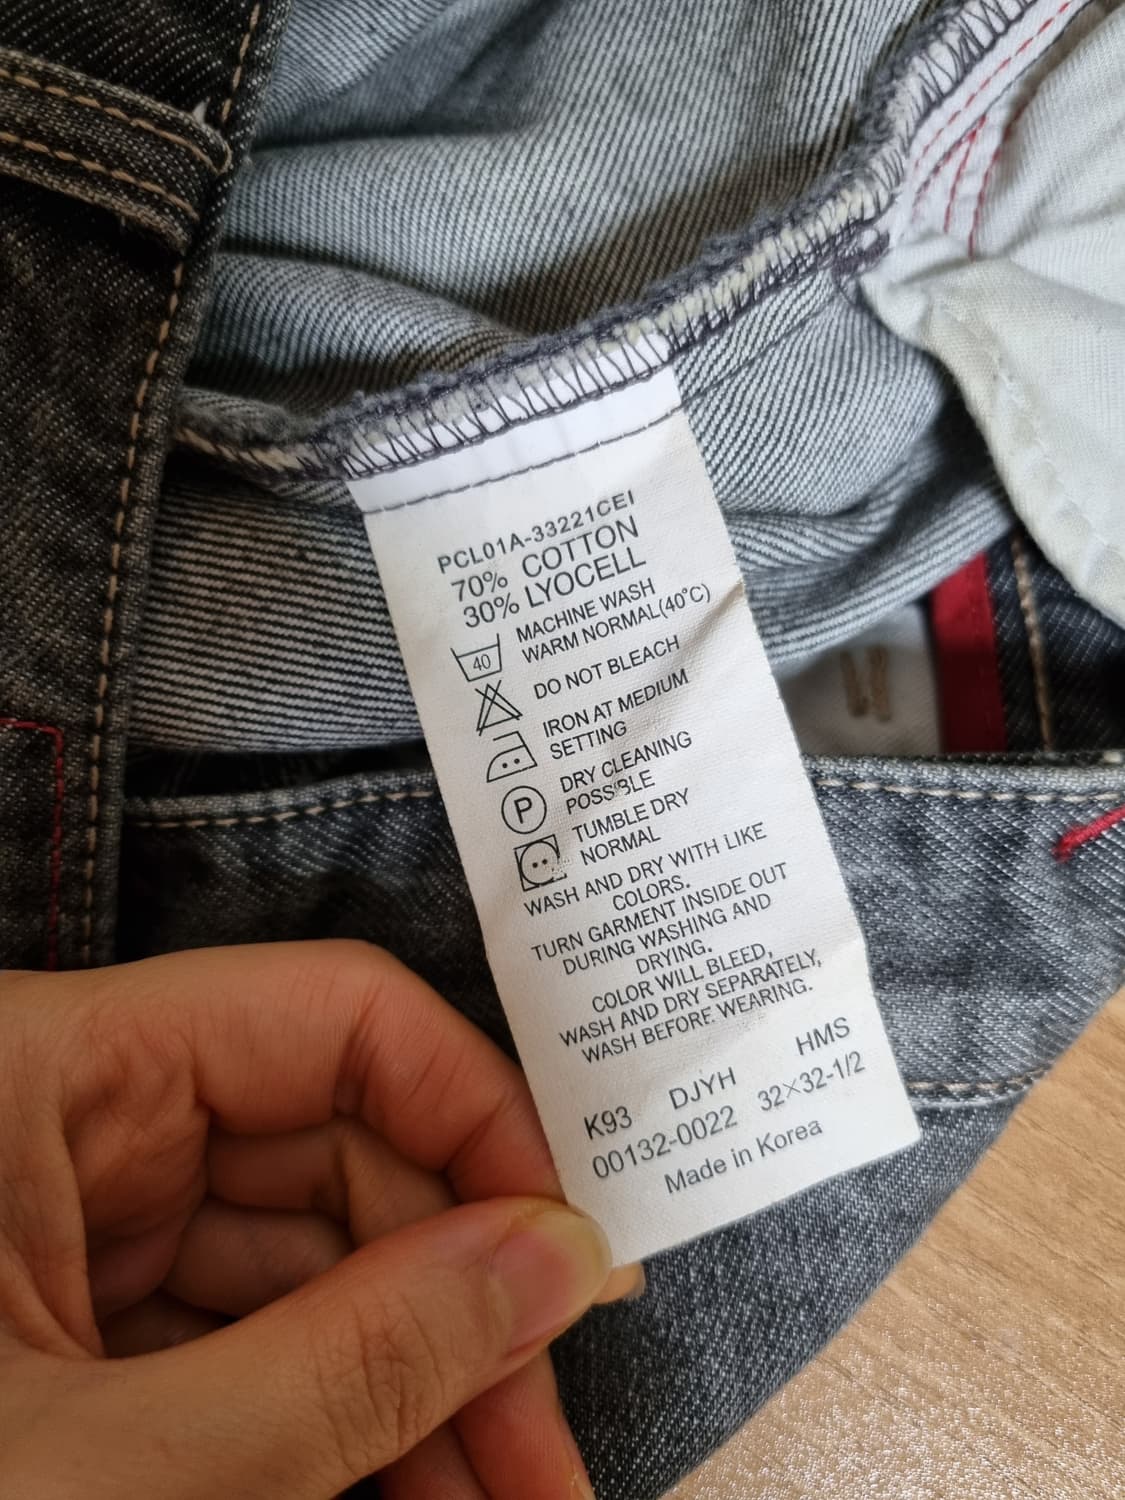 PCL01A-33221CEI
70% COTTON
30% LYOCELL
40 MACHINE WASH
WARM NORMAL(40°C)
DO NOT BLEACH
IRON AT MEDIUM
SETTING
P DRY CLEANING
POSSIBLE
TUMBLE DRY
NORMAL
WASH AND DRY WITH LIKE
COLORS.
TURN GARMENT INSIDE OUT
DURING WASHING AND
DRYING.
COLOR WILL BLEED,
WASH AND DRY SEPARATELY,
WASH BEFORE WEARING.
K93 DJYH HMS
00132-0022 32×32-1/2
Made in Korea